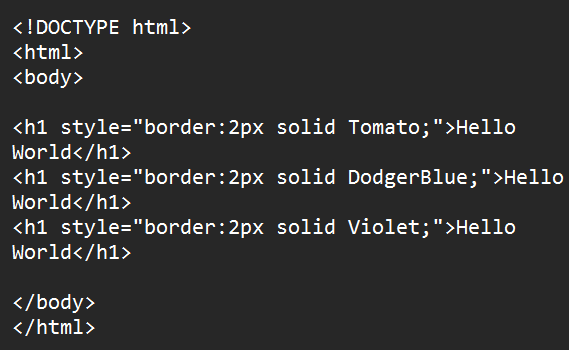 <!DOCTYPE html>
<html>
<body>

<h1 style="border:2px solid Tomato;">Hello
World</h1>
<h1 style="border:2px solid DodgerBlue;">Hello
World</h1>
<h1 style="border:2px solid Violet;">Hello
World</h1>

</body>
</html>